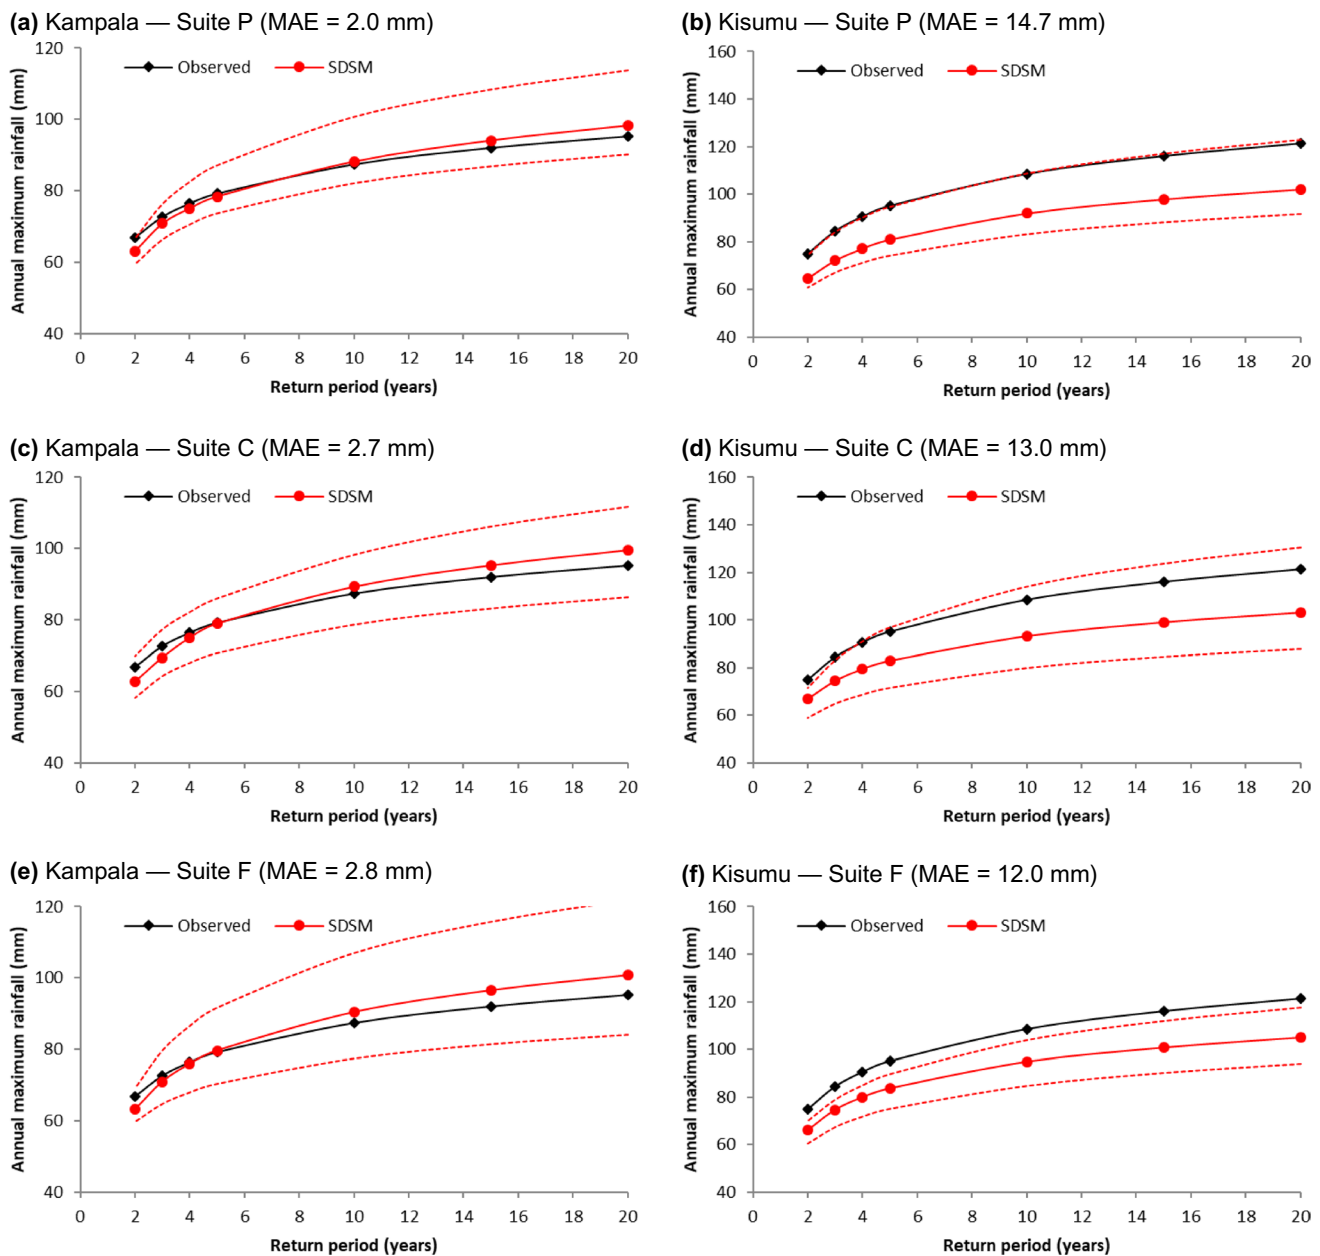 (a) Kampala — Suite P (MAE = 2.0 mm)
Annual maximum rainfall (mm)
120
100
80
60
40
Observed
SDSM
0 2 4 6 8 10 12 14 16 18 20
Return period (years)
(b) Kisumu — Suite P (MAE = 14.7 mm)
Annual maximum rainfall (mm)
160
140
120
100
80
60
40
Observed
SDSM
0 2 4 6 8 10 12 14 16 18 20
Return period (years)
(c) Kampala — Suite C (MAE = 2.7 mm)
Annual maximum rainfall (mm)
120
100
80
60
40
Observed
SDSM
0 2 4 6 8 10 12 14 16 18 20
Return period (years)
(d) Kisumu — Suite C (MAE = 13.0 mm)
Annual maximum rainfall (mm)
160
140
120
100
80
60
40
Observed
SDSM
0 2 4 6 8 10 12 14 16 18 20
Return period (years)
(e) Kampala — Suite F (MAE = 2.8 mm)
Annual maximum rainfall (mm)
120
100
80
60
40
Observed
SDSM
0 2 4 6 8 10 12 14 16 18 20
Return period (years)
(f) Kisumu — Suite F (MAE = 12.0 mm)
Annual maximum rainfall (mm)
160
140
120
100
80
60
40
Observed
SDSM
0 2 4 6 8 10 12 14 16 18 20
Return period (years)